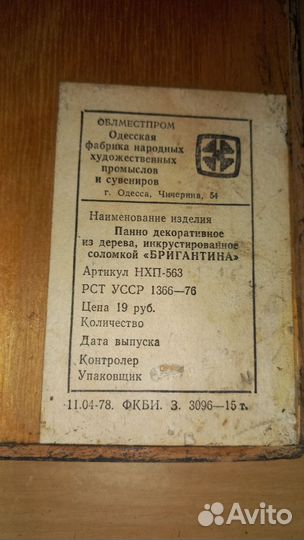 ОБЛМЕСТПРОМ
Одесская
фабрика народных
художественных
промыслов
и сувениров
г. Одесса, Чичерина, 54
Наименование изделия
Панно декоративное
из дерева, инкрустированное
соломкой «БРИГАНТИНА»
Артикул НХП-563
РСТ УССР 1366—76
Цена 19 руб.
Количество
Дата выпуска
Контролер
Упаковщик
11.04-78. ФКБИ. З. 3096—15 т.
Avito